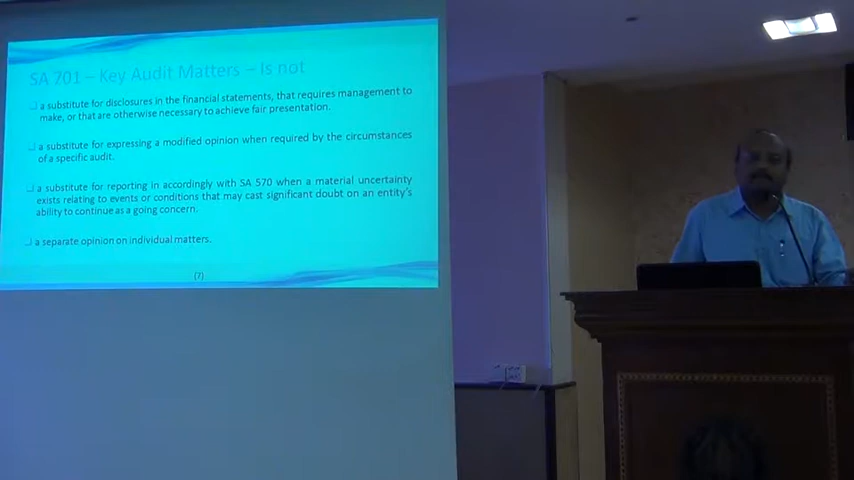 SA 701 – Key Audit Matters – Is not
a substitute for disclosures in the financial statements, that requires management to
make, or that are otherwise necessary to achieve fair presentation.
a substitute for expressing a modified opinion when required by the circumstances
of a specific audit.
a substitute for reporting in accordingly with SA 570 when a material uncertainty
exists relating to events or conditions that may cast significant doubt on an entity's
ability to continue as a going concern.
a separate opinion on individual matters.
(7)